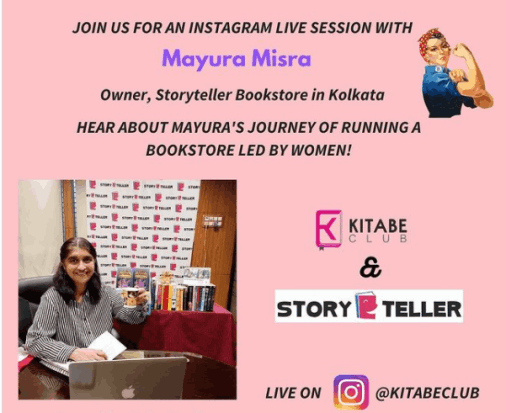 JOIN US FOR AN INSTAGRAM LIVE SESSION WITH
Mayura Misra
Owner, Storyteller Bookstore in Kolkata
HEAR ABOUT MAYURA'S JOURNEY OF RUNNING A
BOOKSTORE LED BY WOMEN!
KITABE
CLUB
&
STORY TELLER
LIVE ON @KITABECLUB